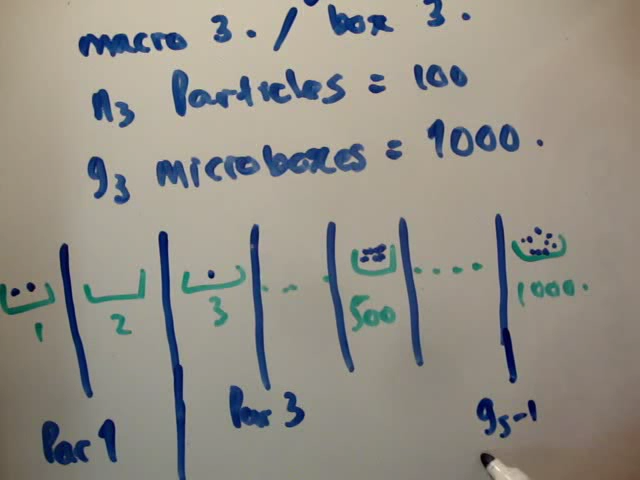 macro 3. / box 3.
n3 Particles = 100
g3 microboxes = 1000.
1 2 3 ... 500 .... 1000.
Par 1 Par 3 gs-1